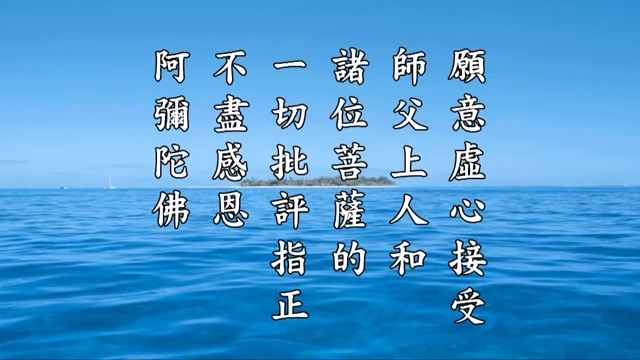 願意虛心接受
師父上人和
諸位菩薩的
一切批評指正
不盡感恩
阿彌陀佛